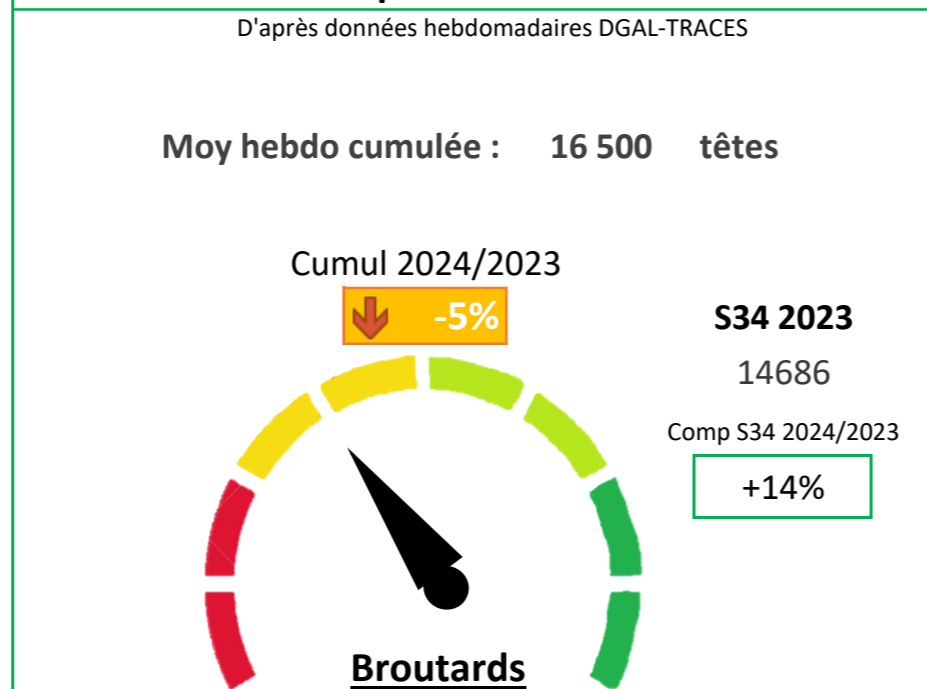 D'après données hebdomadaires DGAL-TRACES
Moy hebdo cumulée : 16 500 têtes
Cumul 2024/2023
-5%
S34 2023
14686
Comp S34 2024/2023
+14%
Broutards